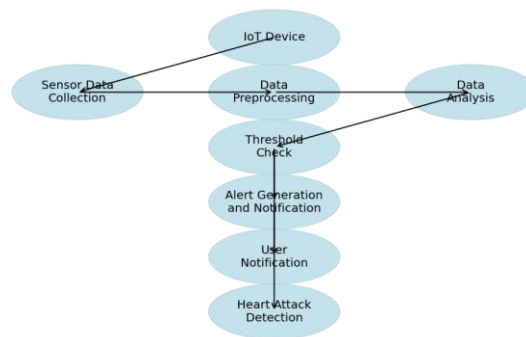 IoT Device
Sensor Data
Collection
Data
Preprocessing
Data
Analysis
Threshold
Check
Alert Generation
and Notification
User
Notification
Heart Attack
Detection